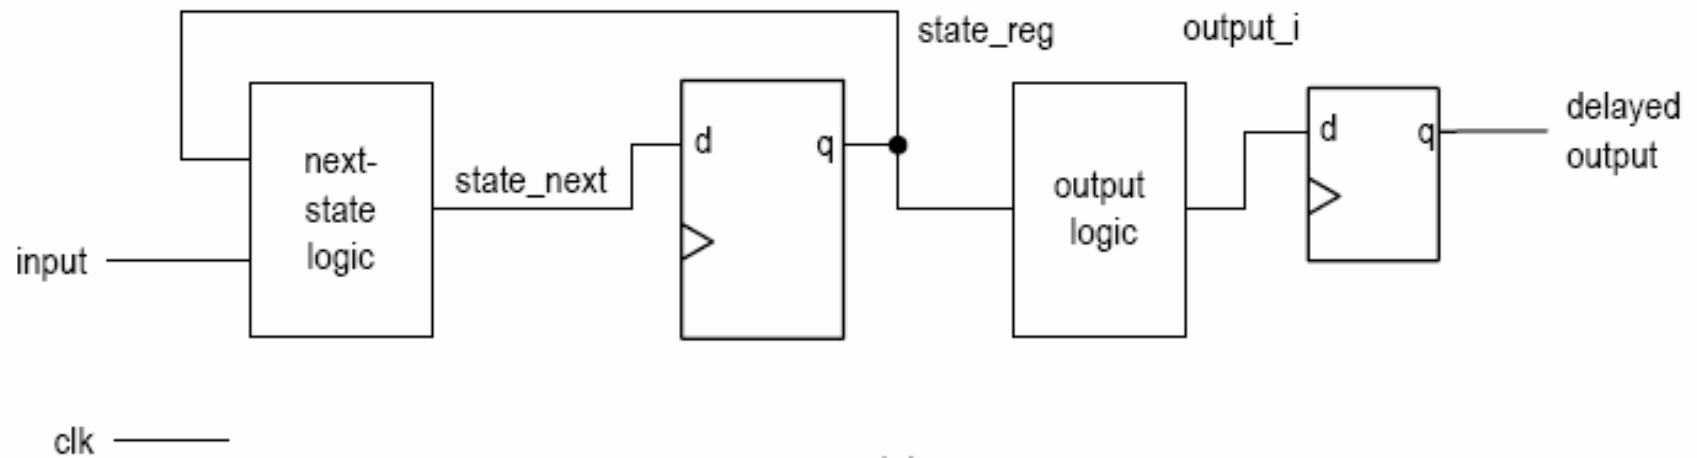 state_reg
output_i
next-
state
logic
state_next
d
q
output
logic
d
q
delayed
output
input
clk